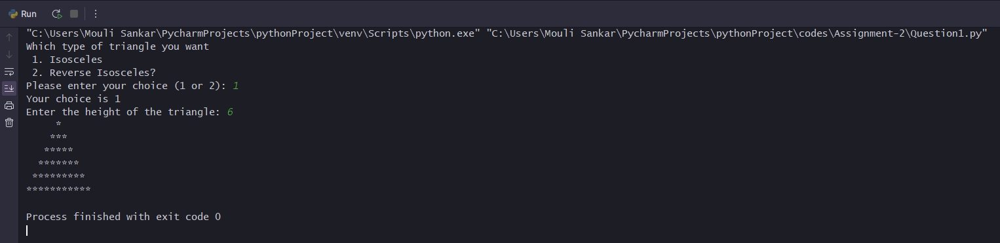 Run
"C:\Users\Mouli Sankar\PycharmProjects\pythonProject\venv\Scripts\python.exe" "C:\Users\Mouli Sankar\PycharmProjects\pythonProject\codes\Assignment-2\Question1.py"
Which type of triangle you want
 1. Isosceles
 2. Reverse Isosceles?
Please enter your choice (1 or 2): 1
Your choice is 1
Enter the height of the triangle: 6
     *
    ***
   *****
  *******
 *********
***********
Process finished with exit code 0